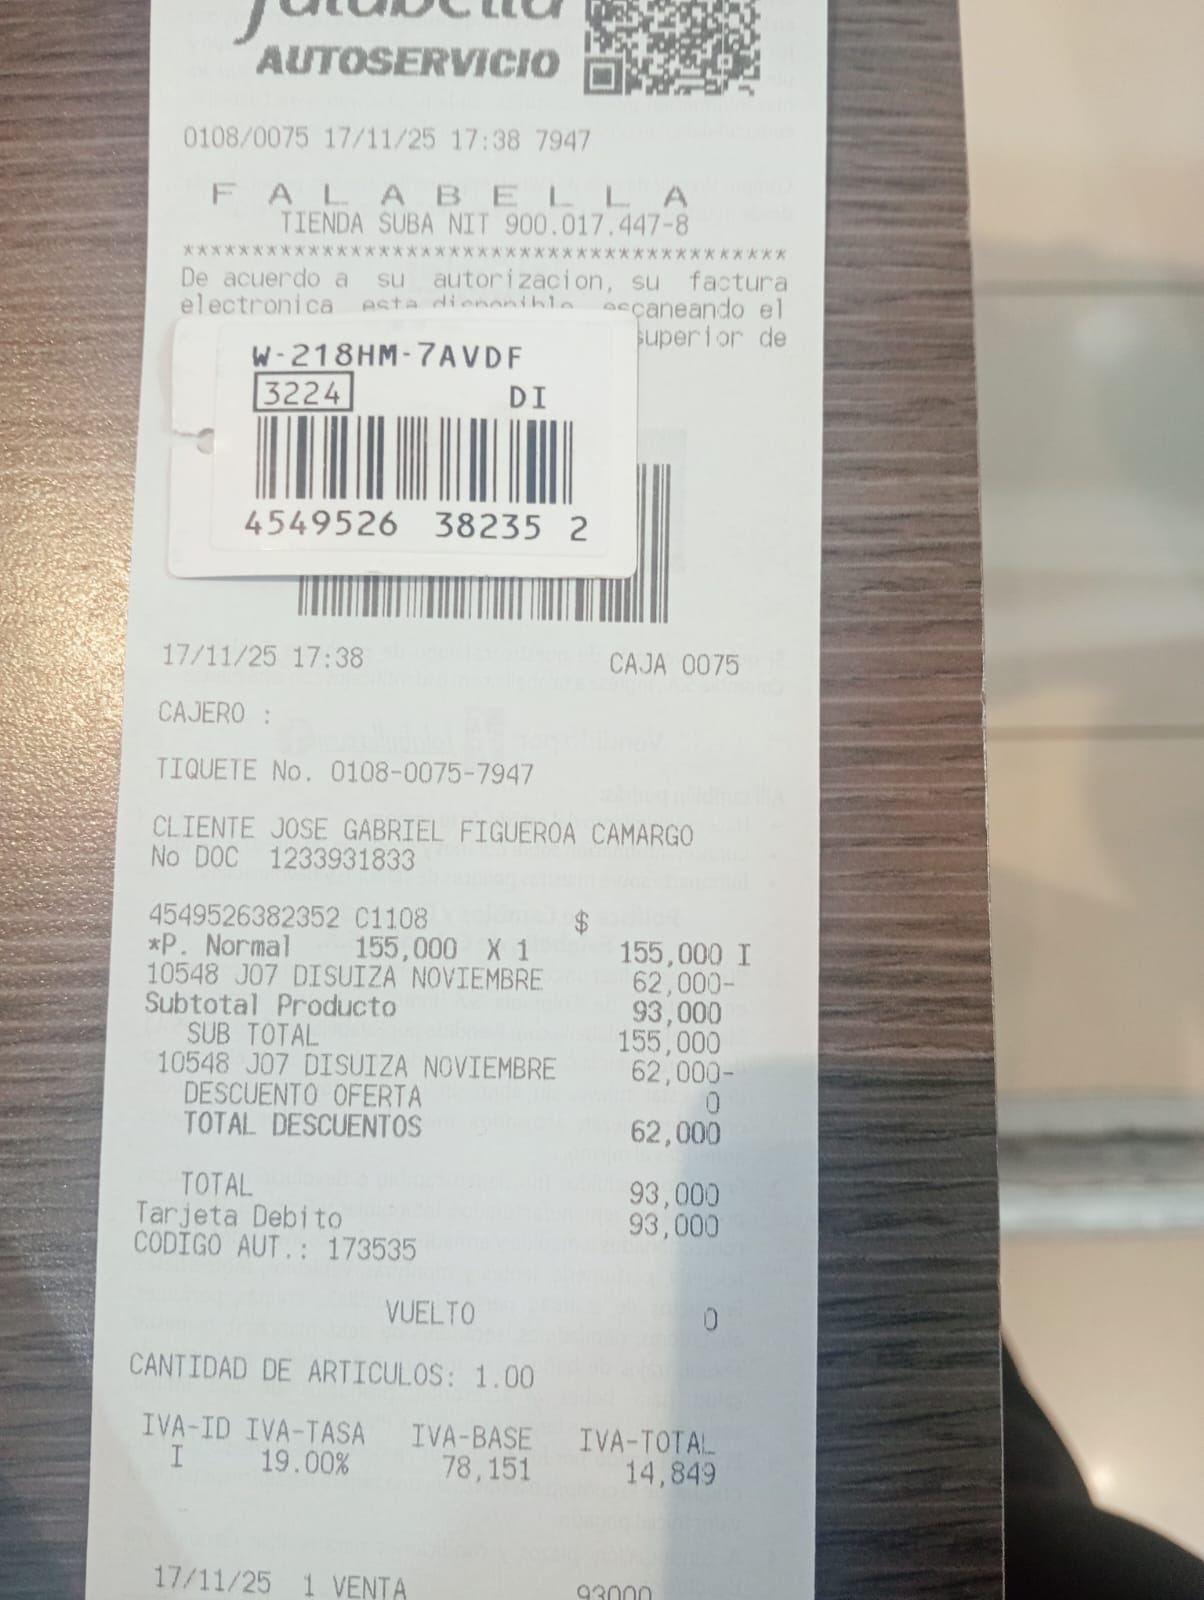 falabella
AUTOSERVICIO
0108/0075 17/11/25 17:38 7947
F A L A B E L L A
TIENDA SUBA NIT 900.017.447-8
******************************************
De acuerdo a su autorizacion, su factura
electronica esta disponible escaneando el
superior de
W-218HM-7AVDF
3224 DI
4549526 38235 2
17/11/25 17:38 CAJA 0075
CAJERO :
TIQUETE No. 0108-0075-7947
CLIENTE JOSE GABRIEL FIGUEROA CAMARGO
No DOC 1233931833
4549526382352 C1108 $
*P. Normal 155,000 X 1 155,000 I
10548 J07 DISUIZA NOVIEMBRE 62,000-
Subtotal Producto 93,000
SUB TOTAL 155,000
10548 J07 DISUIZA NOVIEMBRE 62,000-
DESCUENTO OFERTA 0
TOTAL DESCUENTOS 62,000
TOTAL 93,000
Tarjeta Debito 93,000
CODIGO AUT.: 173535
VUELTO 0
CANTIDAD DE ARTICULOS: 1.00
IVA-ID IVA-TASA IVA-BASE IVA-TOTAL
I 19.00% 78,151 14,849
17/11/25 1 VENTA 93000